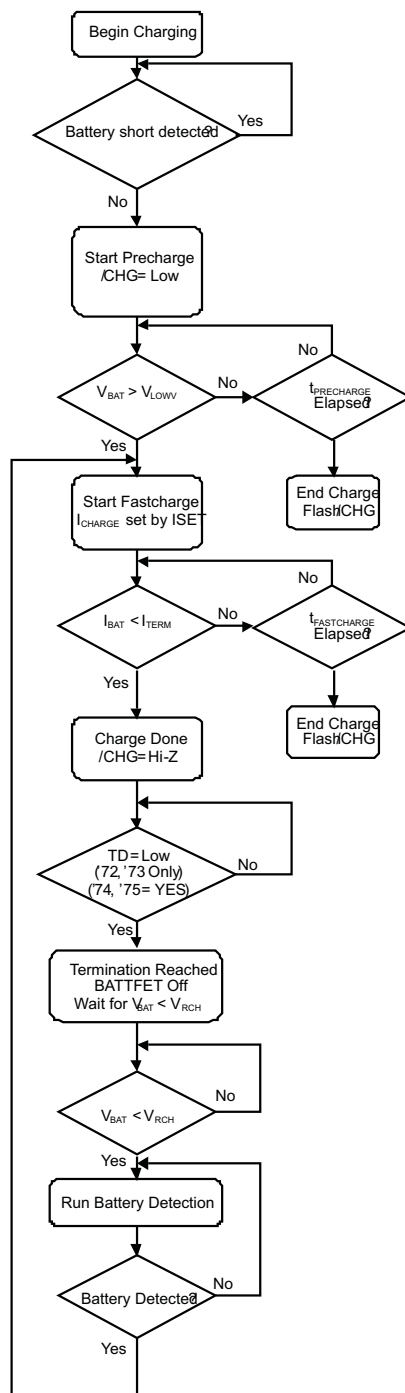 Begin Charging
Battery short detected?
Yes
No
Start Precharge
/CHG= Low
No
V_BAT > V_LOWV
No
t_PRECHARGE
Elapsed?
Yes
Start Fastcharge
I_CHARGE set by ISET
End Charge
Flash/CHG
No
I_BAT < I_TERM
No
t_FASTCHARGE
Elapsed?
Yes
Charge Done
/CHG= Hi-Z
End Charge
Flash/CHG
TD= Low
('72, '73 Only)
('74, '75= YES)
No
Yes
Termination Reached
BATTFET Off
Wait for V_BAT < V_RCH
V_BAT < V_RCH
No
Yes
Run Battery Detection
Battery Detected?
No
Yes